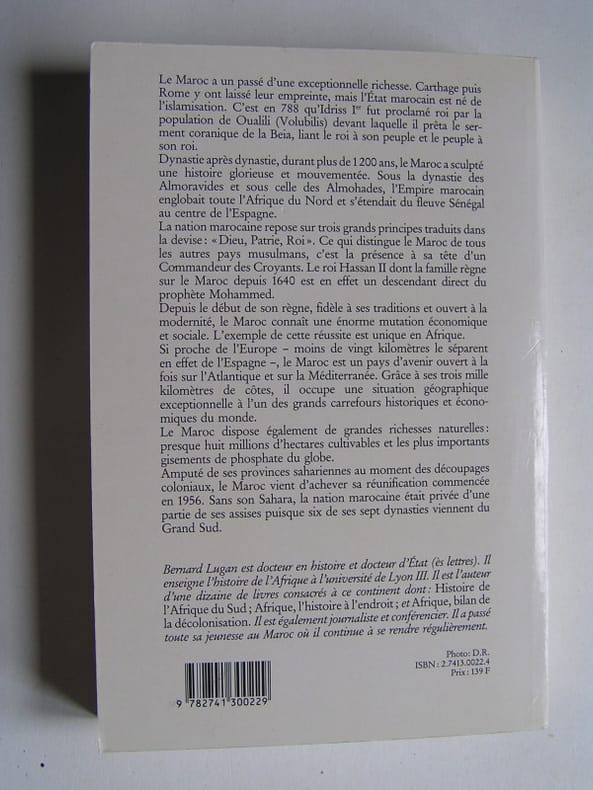 Le Maroc a un passé d'une exceptionnelle richesse. Carthage puis
Rome y ont laissé leur empreinte, mais l'État marocain est né de
l'islamisation. C'est en 788 qu'Idriss Ier fut proclamé roi par la
population de Oualili (Volubilis) devant laquelle il prêta le ser-
ment coranique de la Beia, liant le roi à son peuple et le peuple à
son roi.
Dynastie après dynastie, durant plus de 1 200 ans, le Maroc a sculpté
une histoire glorieuse et mouvementée. Sous la dynastie des
Almoravides et sous celle des Almohades, l'Empire marocain
englobait toute l'Afrique du Nord et s'étendait du fleuve Sénégal
au centre de l'Espagne.
La nation marocaine repose sur trois grands principes traduits dans
la devise : « Dieu, Patrie, Roi ». Ce qui distingue le Maroc de tous
les autres pays musulmans, c'est la présence à sa tête d'un
Commandeur des Croyants. Le roi Hassan II dont la famille règne
sur le Maroc depuis 1640 est en effet un descendant direct du
prophète Mohammed.
Depuis le début de son règne, fidèle à ses traditions et ouvert à la
modernité, le Maroc connaît une énorme mutation économique
et sociale. L'exemple de cette réussite est unique en Afrique.
Si proche de l'Europe – moins de vingt kilomètres le séparent
en effet de l'Espagne –, le Maroc est un pays d'avenir ouvert à la
fois sur l'Atlantique et sur la Méditerranée. Grâce à ses trois mille
kilomètres de côtes, il occupe une situation géographique
exceptionnelle à l'un des grands carrefours historiques et écono-
miques du monde.
Le Maroc dispose également de grandes richesses naturelles :
presque huit millions d'hectares cultivables et les plus importants
gisements de phosphate du globe.
Amputé de ses provinces sahariennes au moment des découpages
coloniaux, le Maroc vient d'achever sa réunification commencée
en 1956. Sans son Sahara, la nation marocaine était privée d'une
partie de ses assises puisque six de ses sept dynasties viennent du
Grand Sud.
Bernard Lugan est docteur en histoire et docteur d'État (ès lettres). Il
enseigne l'histoire de l'Afrique à l'université de Lyon III. Il est l'auteur
d'une dizaine de livres consacrés à ce continent dont : Histoire de
l'Afrique du Sud ; Afrique, l'histoire à l'endroit ; et Afrique, bilan de
la décolonisation. Il est également journaliste et conférencier. Il a passé
toute sa jeunesse au Maroc où il continue à se rendre régulièrement.
Photo: D.R.
ISBN : 2.7413.0022.4
Prix : 139 F
9 782741 300229